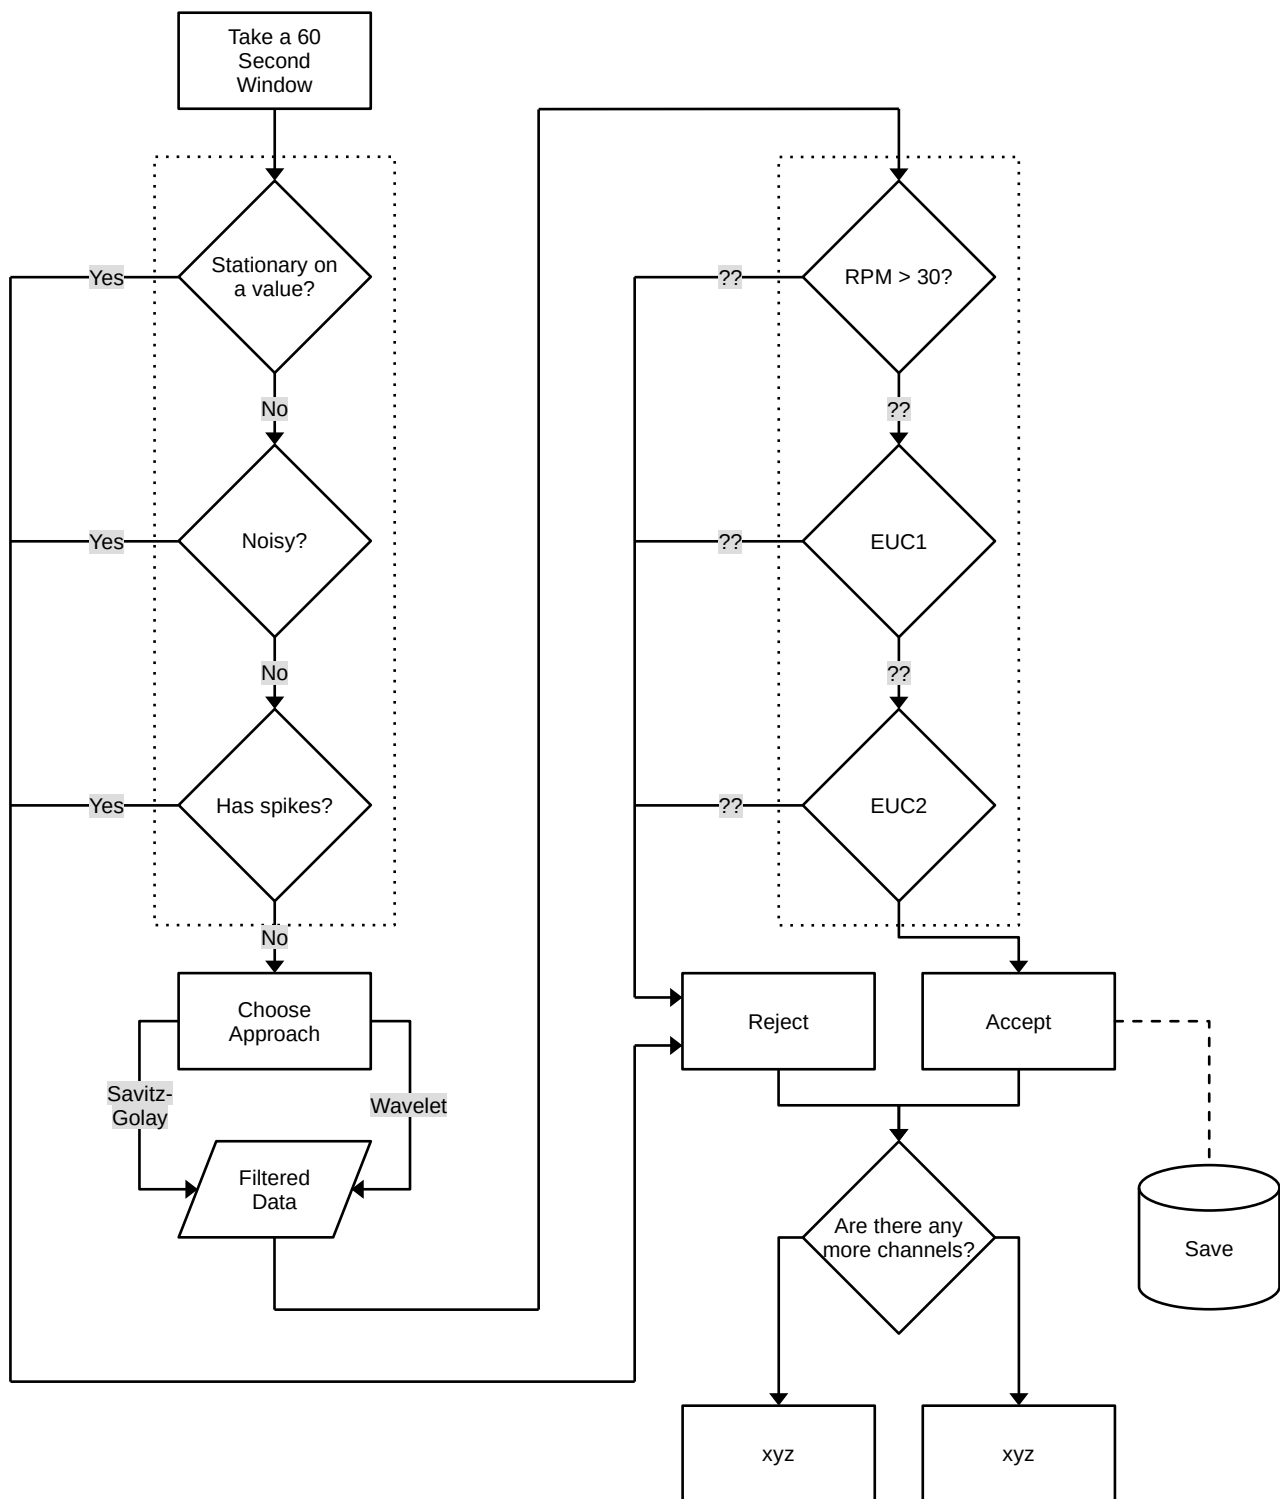 Take a 60
Second
Window
Stationary on
a value?
Yes
No
Noisy?
Yes
No
Has spikes?
Yes
No
Choose
Approach
Savitz-
Golay
Wavelet
Filtered
Data
RPM > 30?
??
??
EUC1
??
??
EUC2
??
Reject
Accept
Are there any
more channels?
Save
xyz
xyz